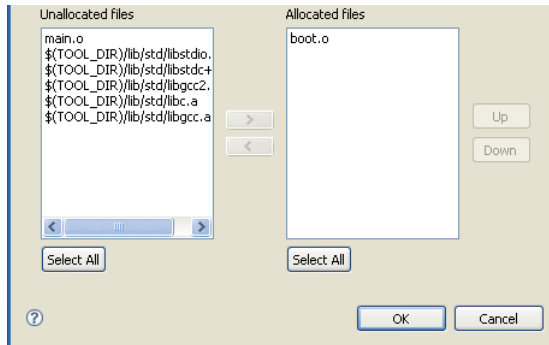 Unallocated files
Allocated files
main.o
$(TOOL_DIR)/lib/std/libstdio.
$(TOOL_DIR)/lib/std/libstdc+
$(TOOL_DIR)/lib/std/libgcc2.
$(TOOL_DIR)/lib/std/libc.a
$(TOOL_DIR)/lib/std/libgcc.a
boot.o
>
<
Up
Down
Select All
Select All
?
OK
Cancel